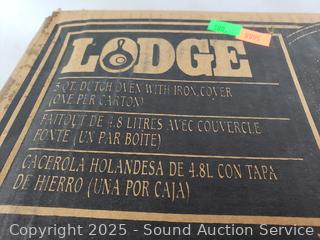 LODGE
5 QT. DUTCH OVEN WITH IRON COVER
(ONE PER CARTON)
FAITOUT DE 4.8 LITRES AVEC COUVERCLE
FONTE (UN PAR BOÎTE)
CACEROLA HOLANDESA DE 4.8L CON TAPA
DE HIERRO (UNA POR CAJA)
Copyright 2025 - Sound Auction Service